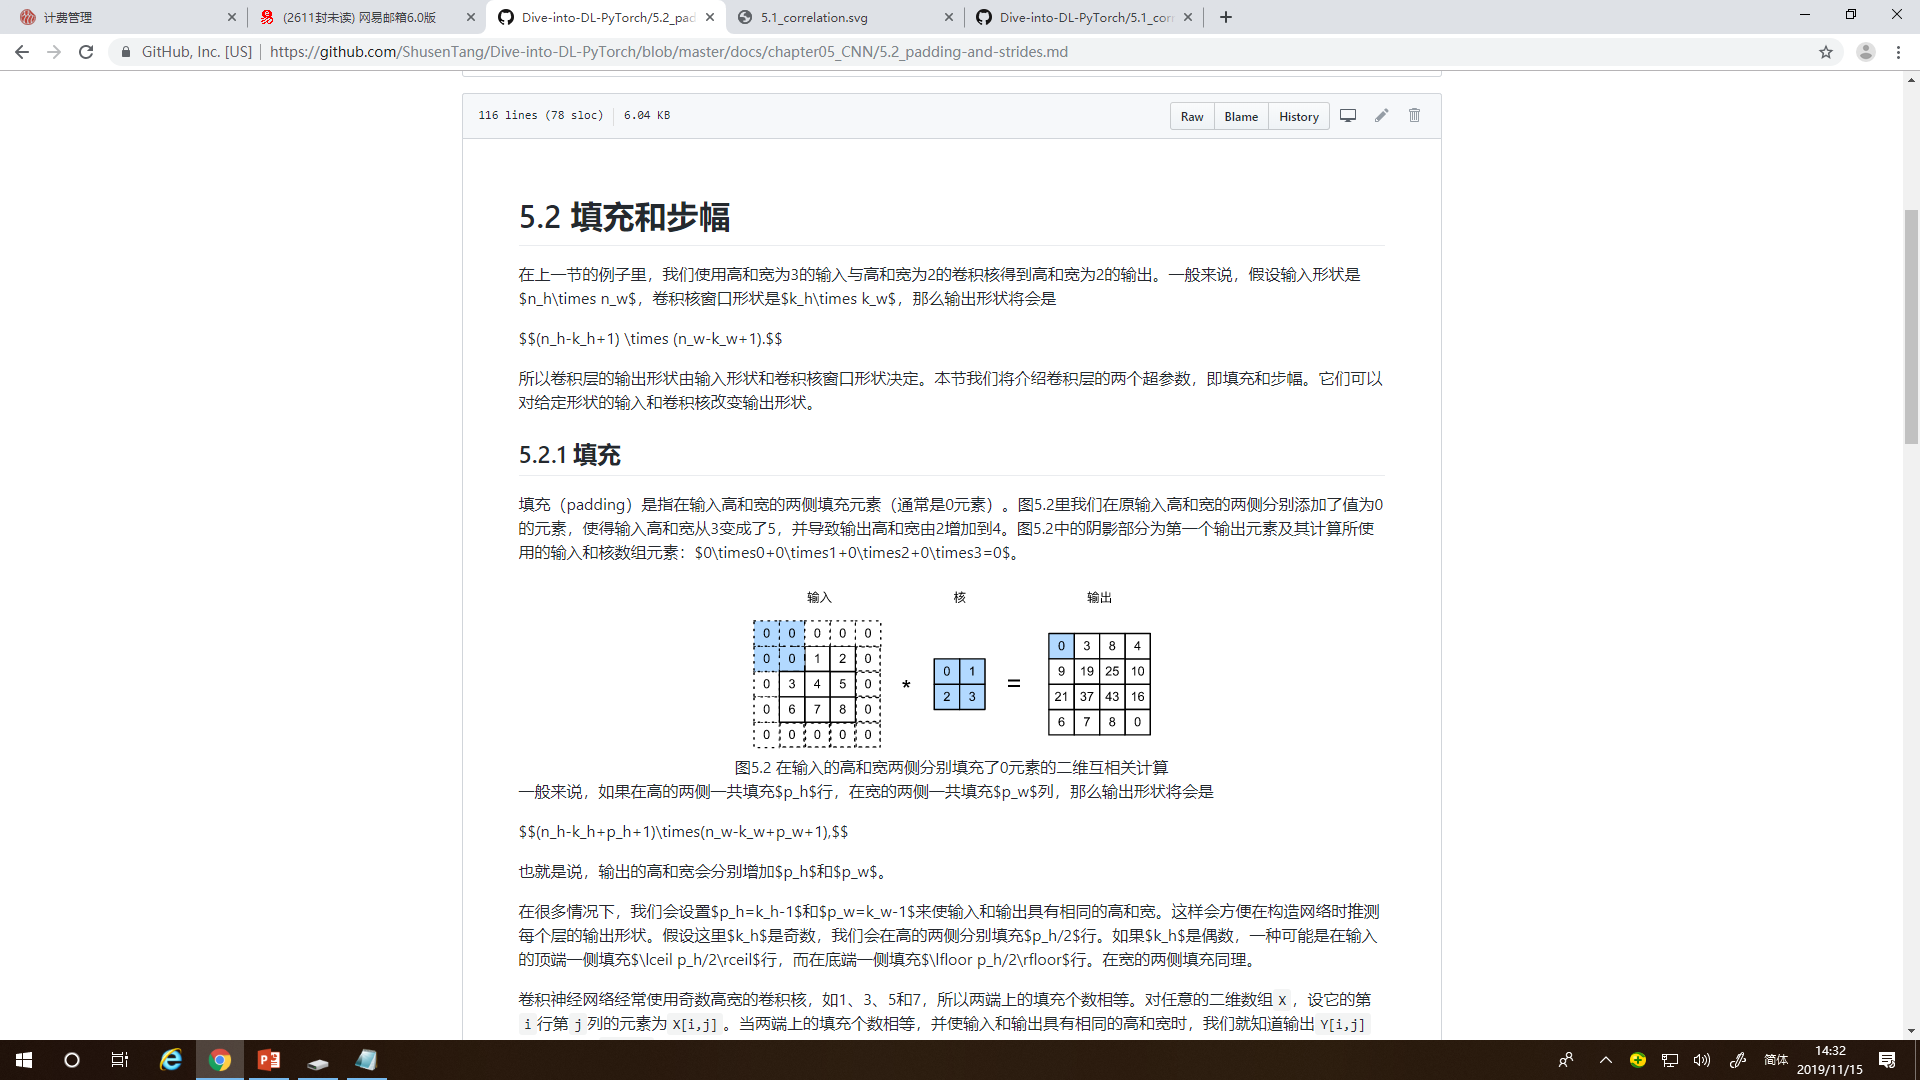 计费管理
(2611封未读) 网易邮箱6.0版
Dive-into-DL-PyTorch/5.2_pad
5.1_correlation.svg
Dive-into-DL-PyTorch/5.1_corr
GitHub, Inc. [US]
https://github.com/ShusenTang/Dive-into-DL-PyTorch/blob/master/docs/chapter05_CNN/5.2_padding-and-strides.md
116 lines (78 sloc) 6.04 KB
Raw Blame History
5.2 填充和步幅
在上一节的例子里，我们使用高和宽为3的输入与高和宽为2的卷积核得到高和宽为2的输出。一般来说，假设输入形状是
$n_h\times n_w$，卷积核窗口形状是$k_h\times k_w$，那么输出形状将会是
$$(n_h-k_h+1) \times (n_w-k_w+1).$$
所以卷积层的输出形状由输入形状和卷积核窗口形状决定。本节我们将介绍卷积层的两个超参数，即填充和步幅。它们可以
对给定形状的输入和卷积核改变输出形状。
5.2.1 填充
填充（padding）是指在输入高和宽的两侧填充元素（通常是0元素）。图5.2里我们在原输入高和宽的两侧分别添加了值为0
的元素，使得输入高和宽从3变成了5，并导致输出高和宽由2增加到4。图5.2中的阴影部分为第一个输出元素及其计算所使
用的输入和核数组元素：$0\times0+0\times1+0\times2+0\times3=0$。
输入 核 输出
0 0 0 0 0
0 0 1 2 0
0 3 4 5 0
0 6 7 8 0
0 0 0 0 0
*
0 1
2 3
=
0 3 8 4
9 19 25 10
21 37 43 16
6 7 8 0
图5.2 在输入的高和宽两侧分别填充了0元素的二维互相关计算
一般来说，如果在高的两侧一共填充$p_h$行，在宽的两侧一共填充$p_w$列，那么输出形状将会是
$$(n_h-k_h+p_h+1)\times(n_w-k_w+p_w+1),$$
也就是说，输出的高和宽会分别增加$p_h$和$p_w$。
在很多情况下，我们会设置$p_h=k_h-1$和$p_w=k_w-1$来使输入和输出具有相同的高和宽。这样会方便在构造网络时推测
每个层的输出形状。假设这里$k_h$是奇数，我们会在高的两侧分别填充$p_h/2$行。如果$k_h$是偶数，一种可能是在输入
的顶端一侧填充$\lceil p_h/2\rceil$行，而在底端一侧填充$\lfloor p_h/2\rfloor$行。在宽的两侧填充同理。
卷积神经网络经常使用奇数高宽的卷积核，如1、3、5和7，所以两端上的填充个数相等。对任意的二维数组 X ，设它的第
i 行第 j 列的元素为 X[i,j] 。当两端上的填充个数相等，并使输入和输出具有相同的高和宽时，我们就知道输出 Y[i,j]
简体
14:32
2019/11/15